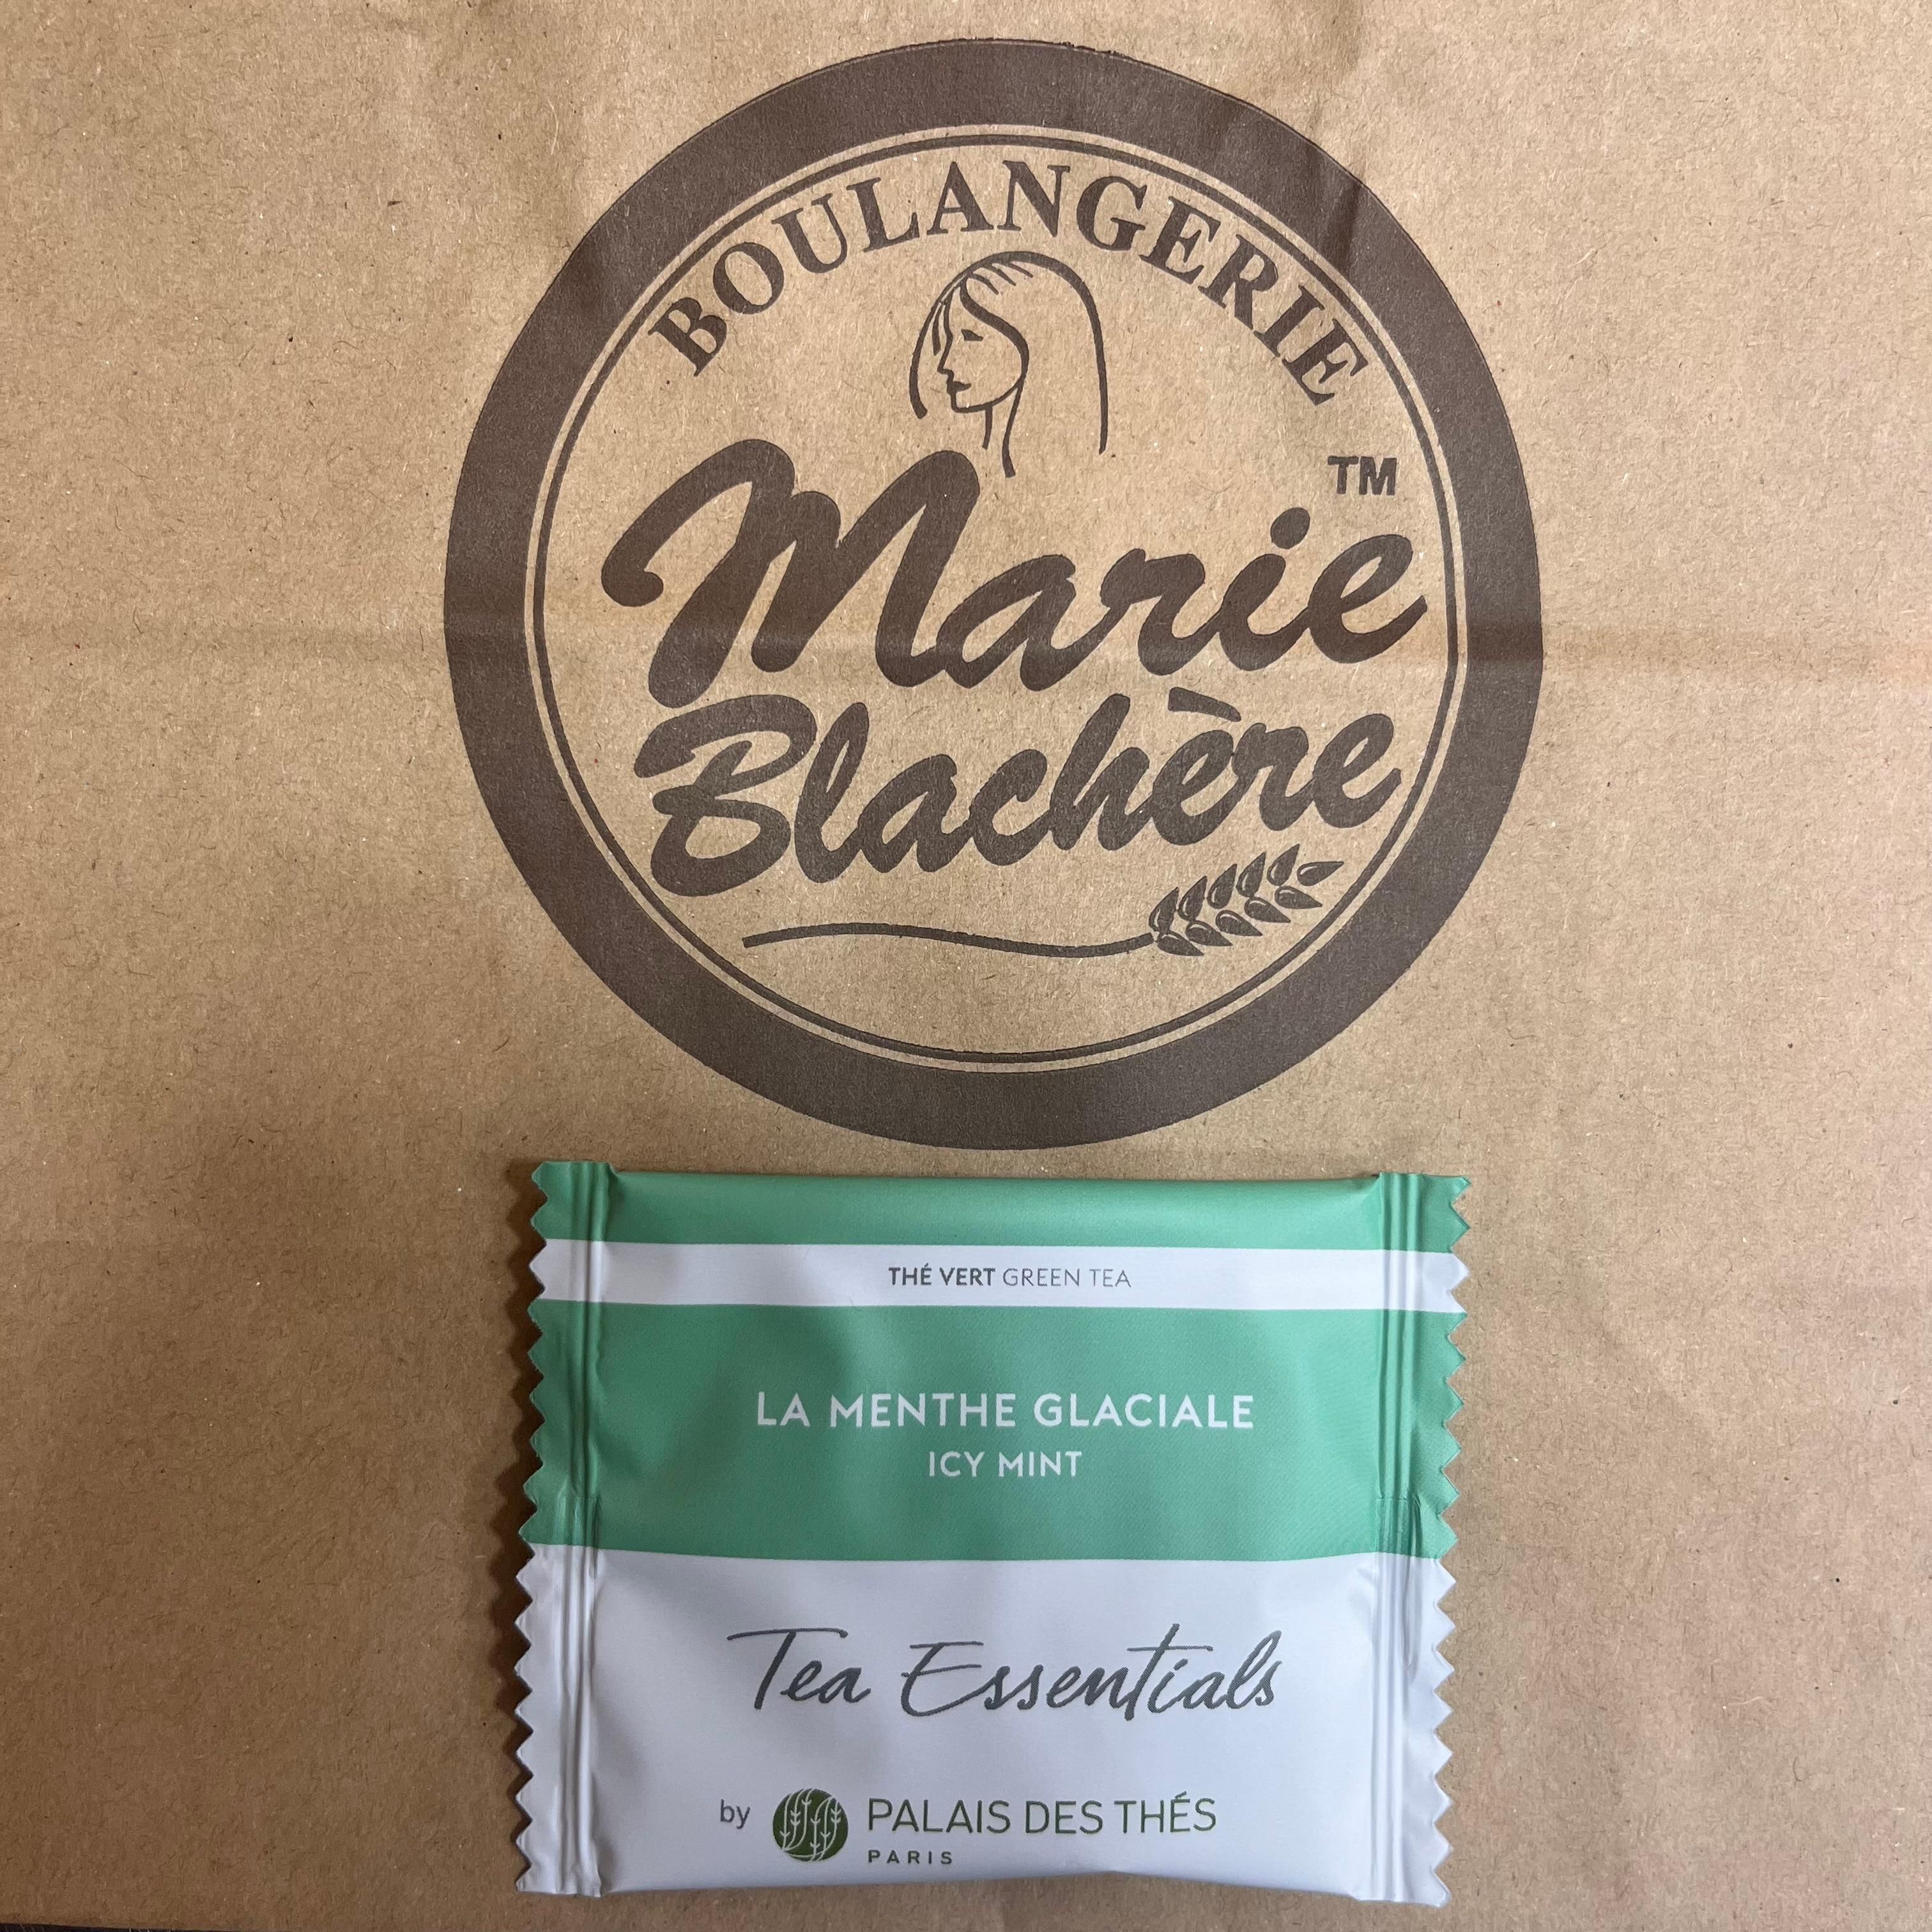 BOULANGERIE
Marie
TM
Blachère
THÉ VERT GREEN TEA
LA MENTHE GLACIALE
ICY MINT
Tea Essentials
by PALAIS DES THÉS
PARIS